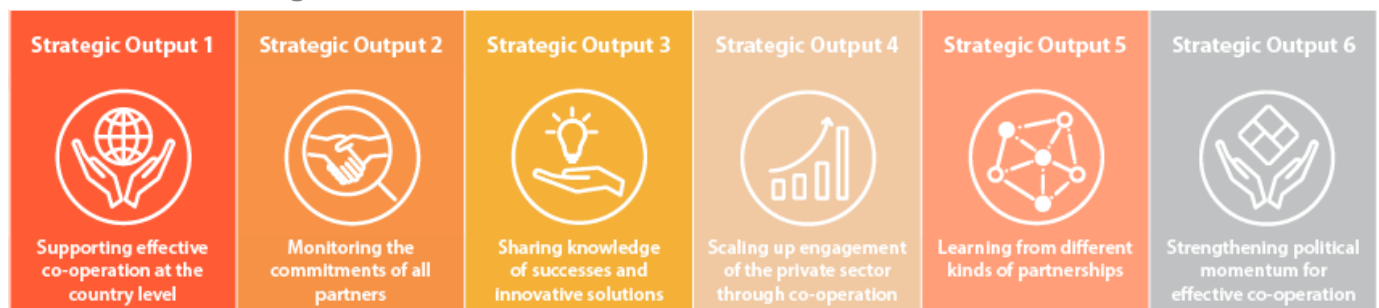 Strategic Output 1
Supporting effective
co-operation at the
country level
Strategic Output 2
Monitoring the
commitments of all
partners
Strategic Output 3
Sharing knowledge
of successes and
innovative solutions
Strategic Output 4
Scaling up engagement
of the private sector
through co-operation
Strategic Output 5
Learning from different
kinds of partnerships
Strategic Output 6
Strengthening political
momentum for
effective co-operation